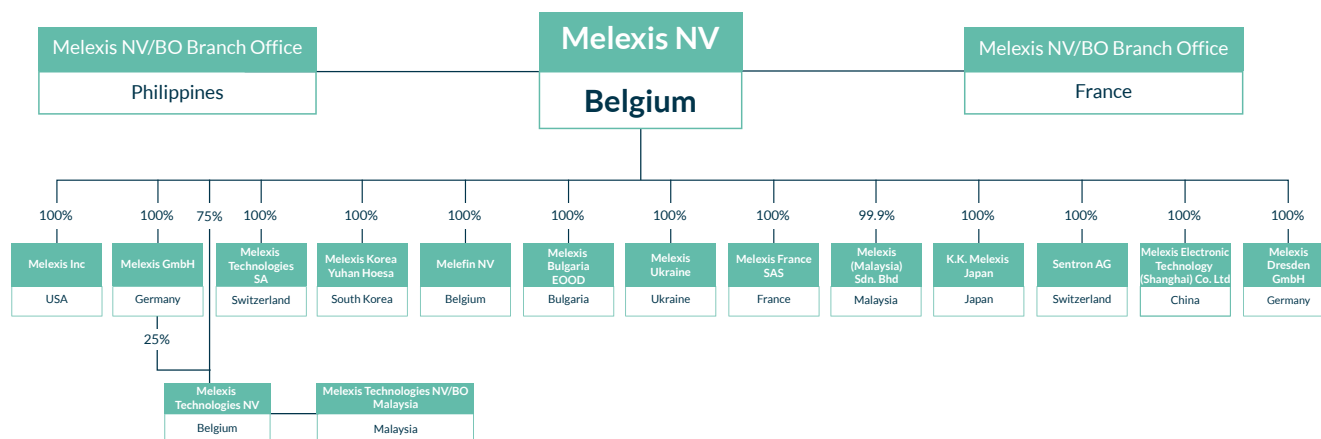 Melexis NV/BO Branch Office
Philippines
Melexis NV
Belgium
Melexis NV/BO Branch Office
France
100%
100%
75%
100%
100%
100%
100%
100%
100%
99.9%
100%
100%
100%
100%
Melexis Inc
USA
Melexis GmbH
Germany
Melexis
Technologies
SA
Switzerland
Melexis Korea
Yuhan Hoesa
South Korea
Melefin NV
Belgium
Melexis
Bulgaria
EOOD
Bulgaria
Melexis
Ukraine
Ukraine
Melexis France
SAS
France
Melexis
(Malaysia)
Sdn. Bhd
Malaysia
K.K. Melexis
Japan
Japan
Sentron AG
Switzerland
Melexis Electronic
Technology
(Shanghai) Co. Ltd
China
Melexis
Dresden
GmbH
Germany
25%
Melexis
Technologies NV
Belgium
Melexis Technologies NV/BO
Malaysia
Malaysia